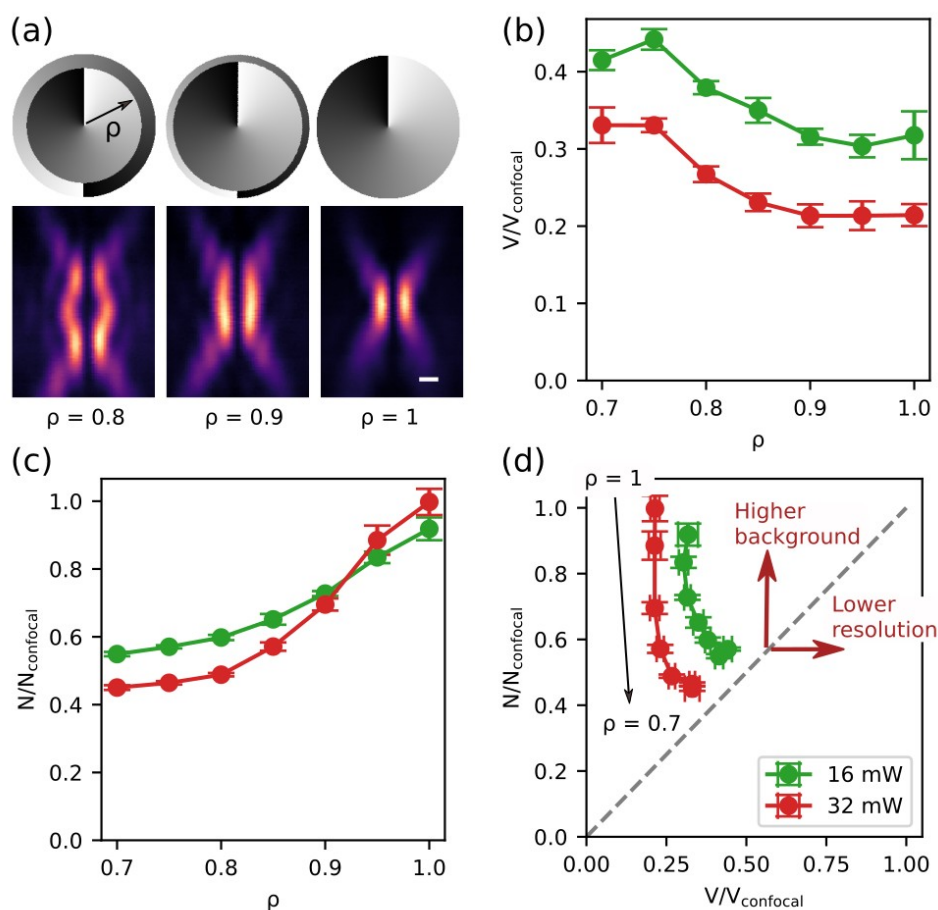 (a)
ρ
ρ = 0.8
ρ = 0.9
ρ = 1
(b)
V/Vconfocal
0.4
0.3
0.2
0.1
0.0
0.7
0.8
0.9
1.0
ρ
(c)
N/Nconfocal
1.0
0.8
0.6
0.4
0.2
0.0
0.7
0.8
0.9
1.0
ρ
(d)
N/Nconfocal
1.0
0.8
0.6
0.4
0.2
0.0
ρ = 1
Higher
background
Lower
resolution
ρ = 0.7
16 mW
32 mW
0.00
0.25
0.50
0.75
1.00
V/Vconfocal